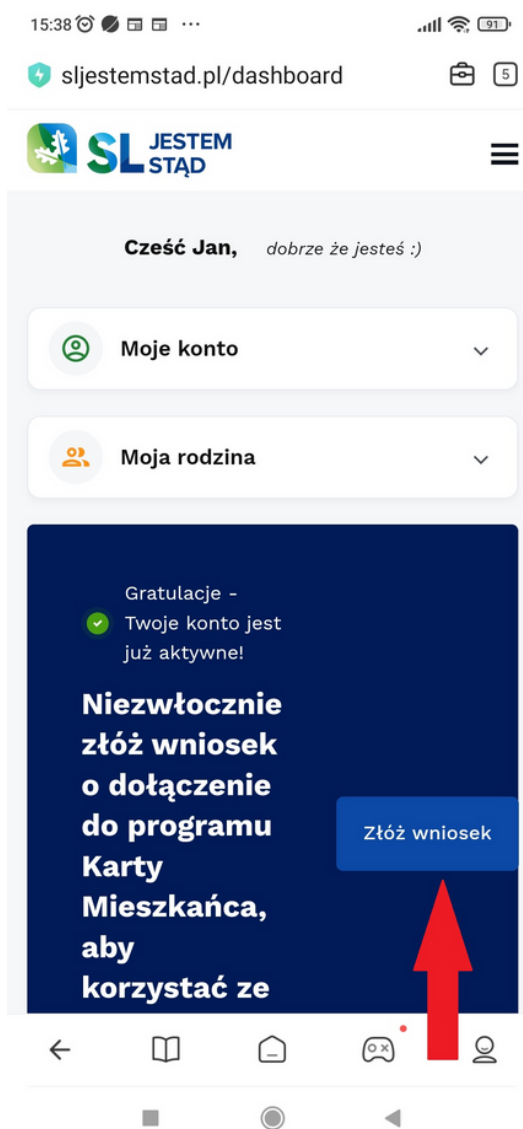 15:38
91
sljestemstad.pl/dashboard
5
SL JESTEM
STĄD
Cześć Jan, dobrze że jesteś :)
Moje konto
Moja rodzina
Gratulacje -
Twoje konto jest
już aktywne!
Niezwłocznie
złóż wniosek
o dołączenie
do programu
Karty
Mieszkańca,
aby
korzystać ze
Złóż wniosek